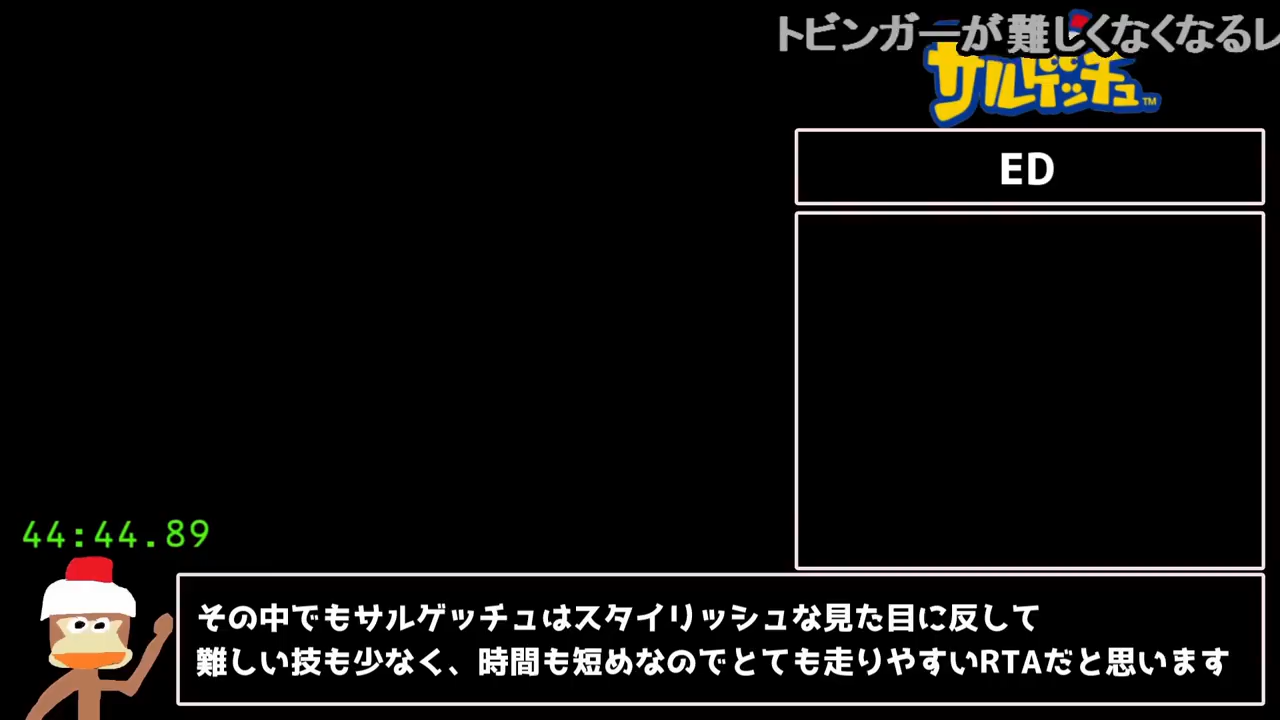 トビンガーが難しくなくなるレ
サルゲッチュ™
ED
44:44.89
その中でもサルゲッチュはスタイリッシュな見た目に反して
難しい技も少なく、時間も短めなのでとても走りやすいRTAだと思います